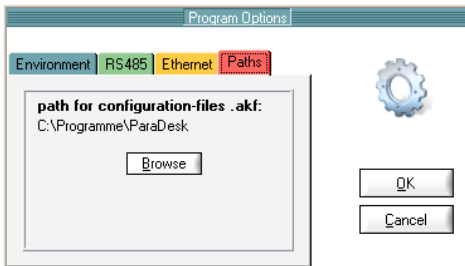 Program Options
Environment RS485 Ethernet Paths
path for configuration-files .akf:
C:\Programme\ParaDesk
Browse
OK
Cancel